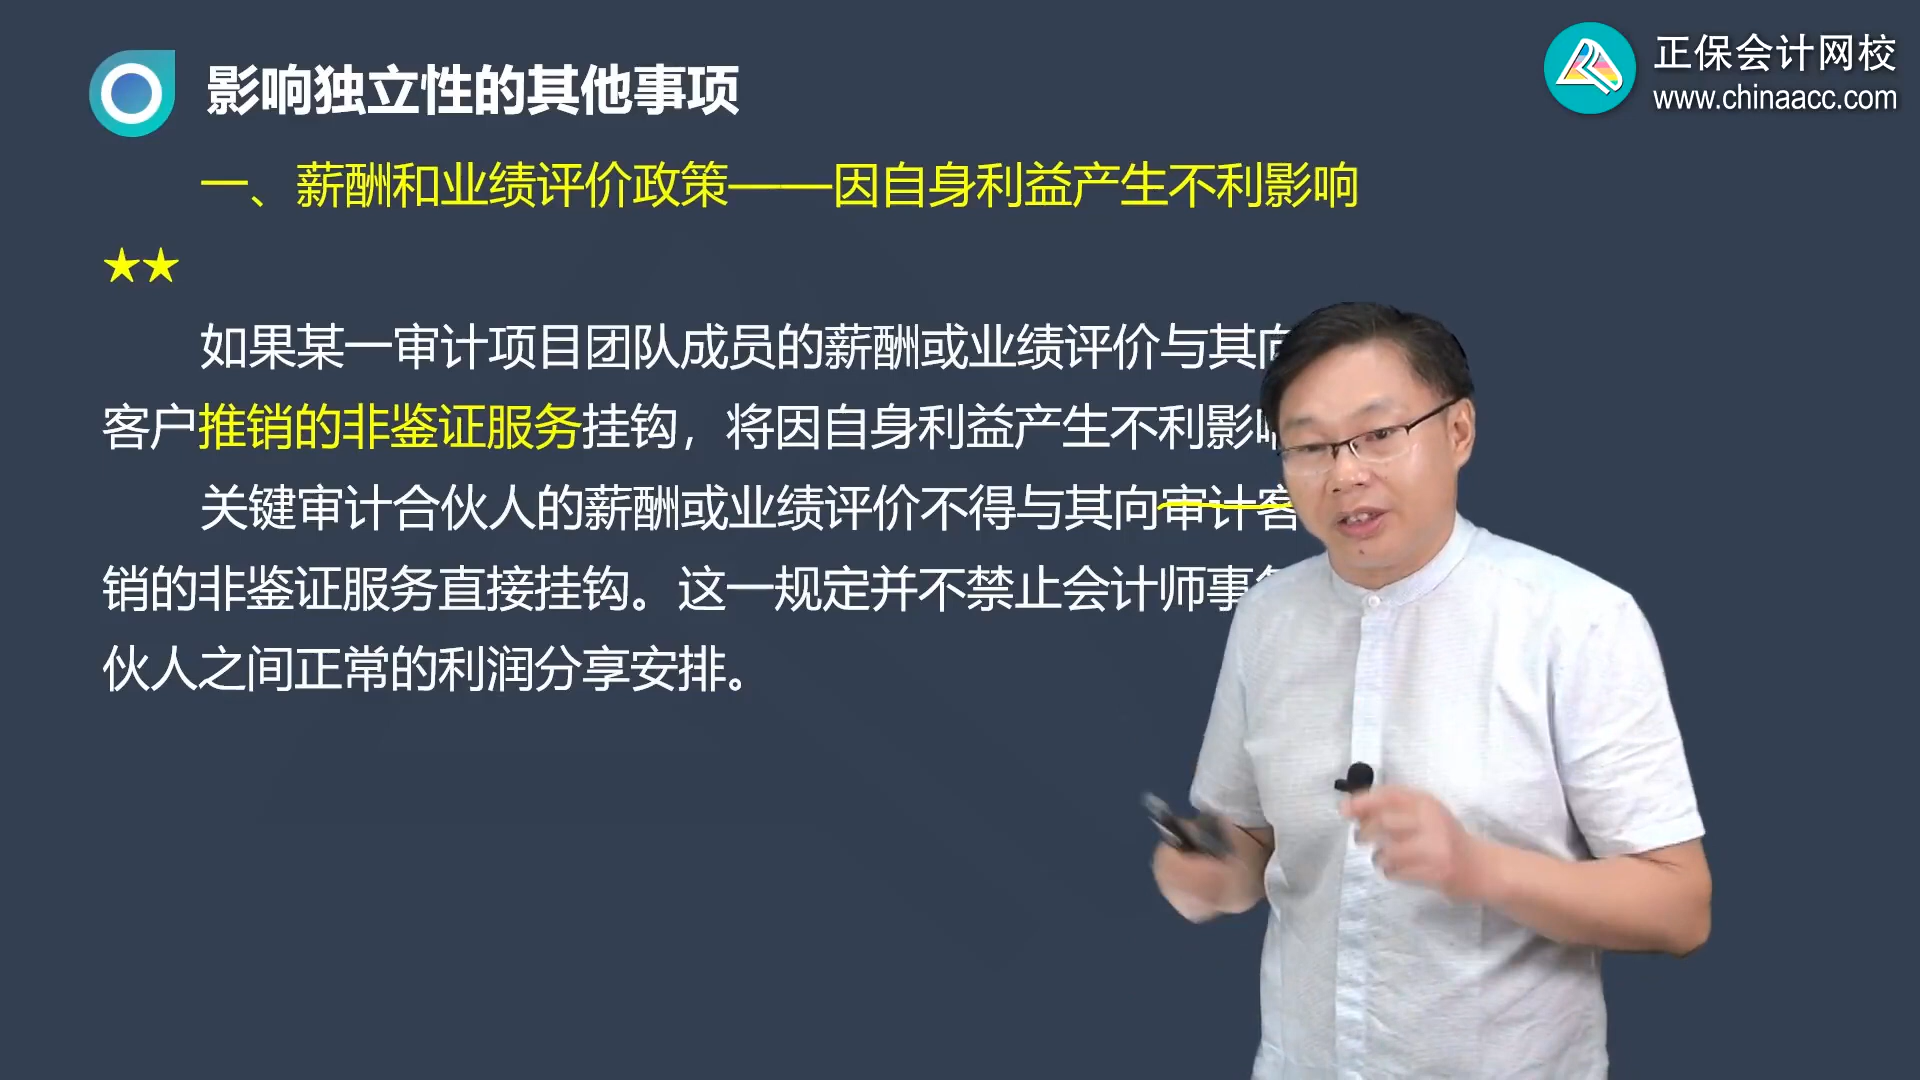 影响独立性的其他事项
正保会计网校
www.chinaacc.com
一、薪酬和业绩评价政策——因自身利益产生不利影响
★★
如果某一审计项目团队成员的薪酬或业绩评价与其向
客户推销的非鉴证服务挂钩，将因自身利益产生不利影响
关键审计合伙人的薪酬或业绩评价不得与其向审计客
销的非鉴证服务直接挂钩。这一规定并不禁止会计师事务
伙人之间正常的利润分享安排。